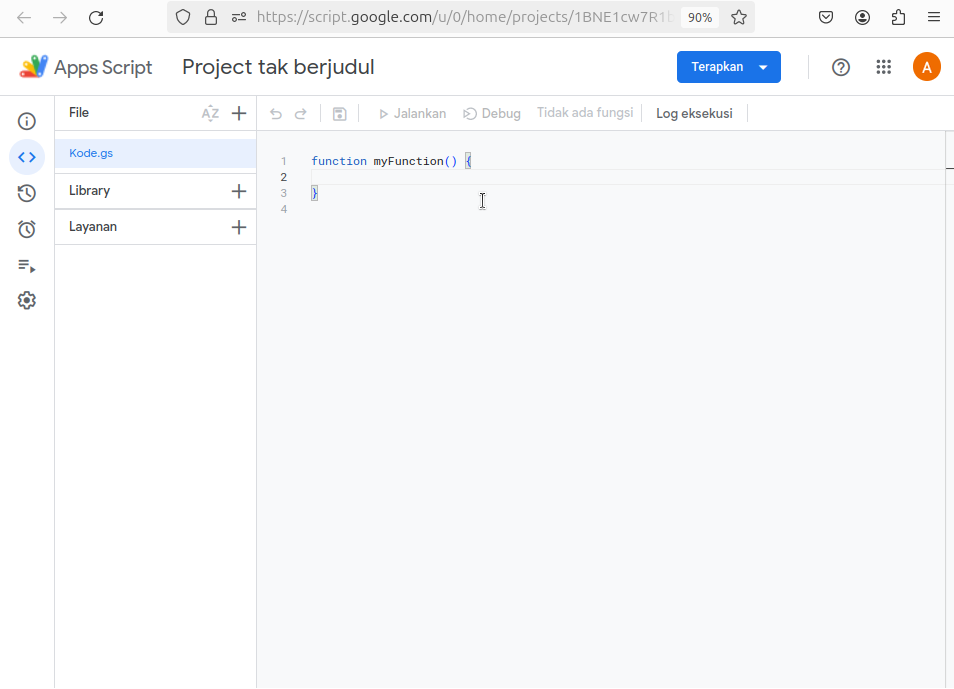 https://script.google.com/u/0/home/projects/1BNE1cw7R1
90%
Apps Script
Project tak berjudul
Terapkan
A
File
AZ
Jalankan
Debug
Tidak ada fungsi
Log eksekusi
Kode.gs
Library
Layanan
1 function myFunction() {
2
3 }
4